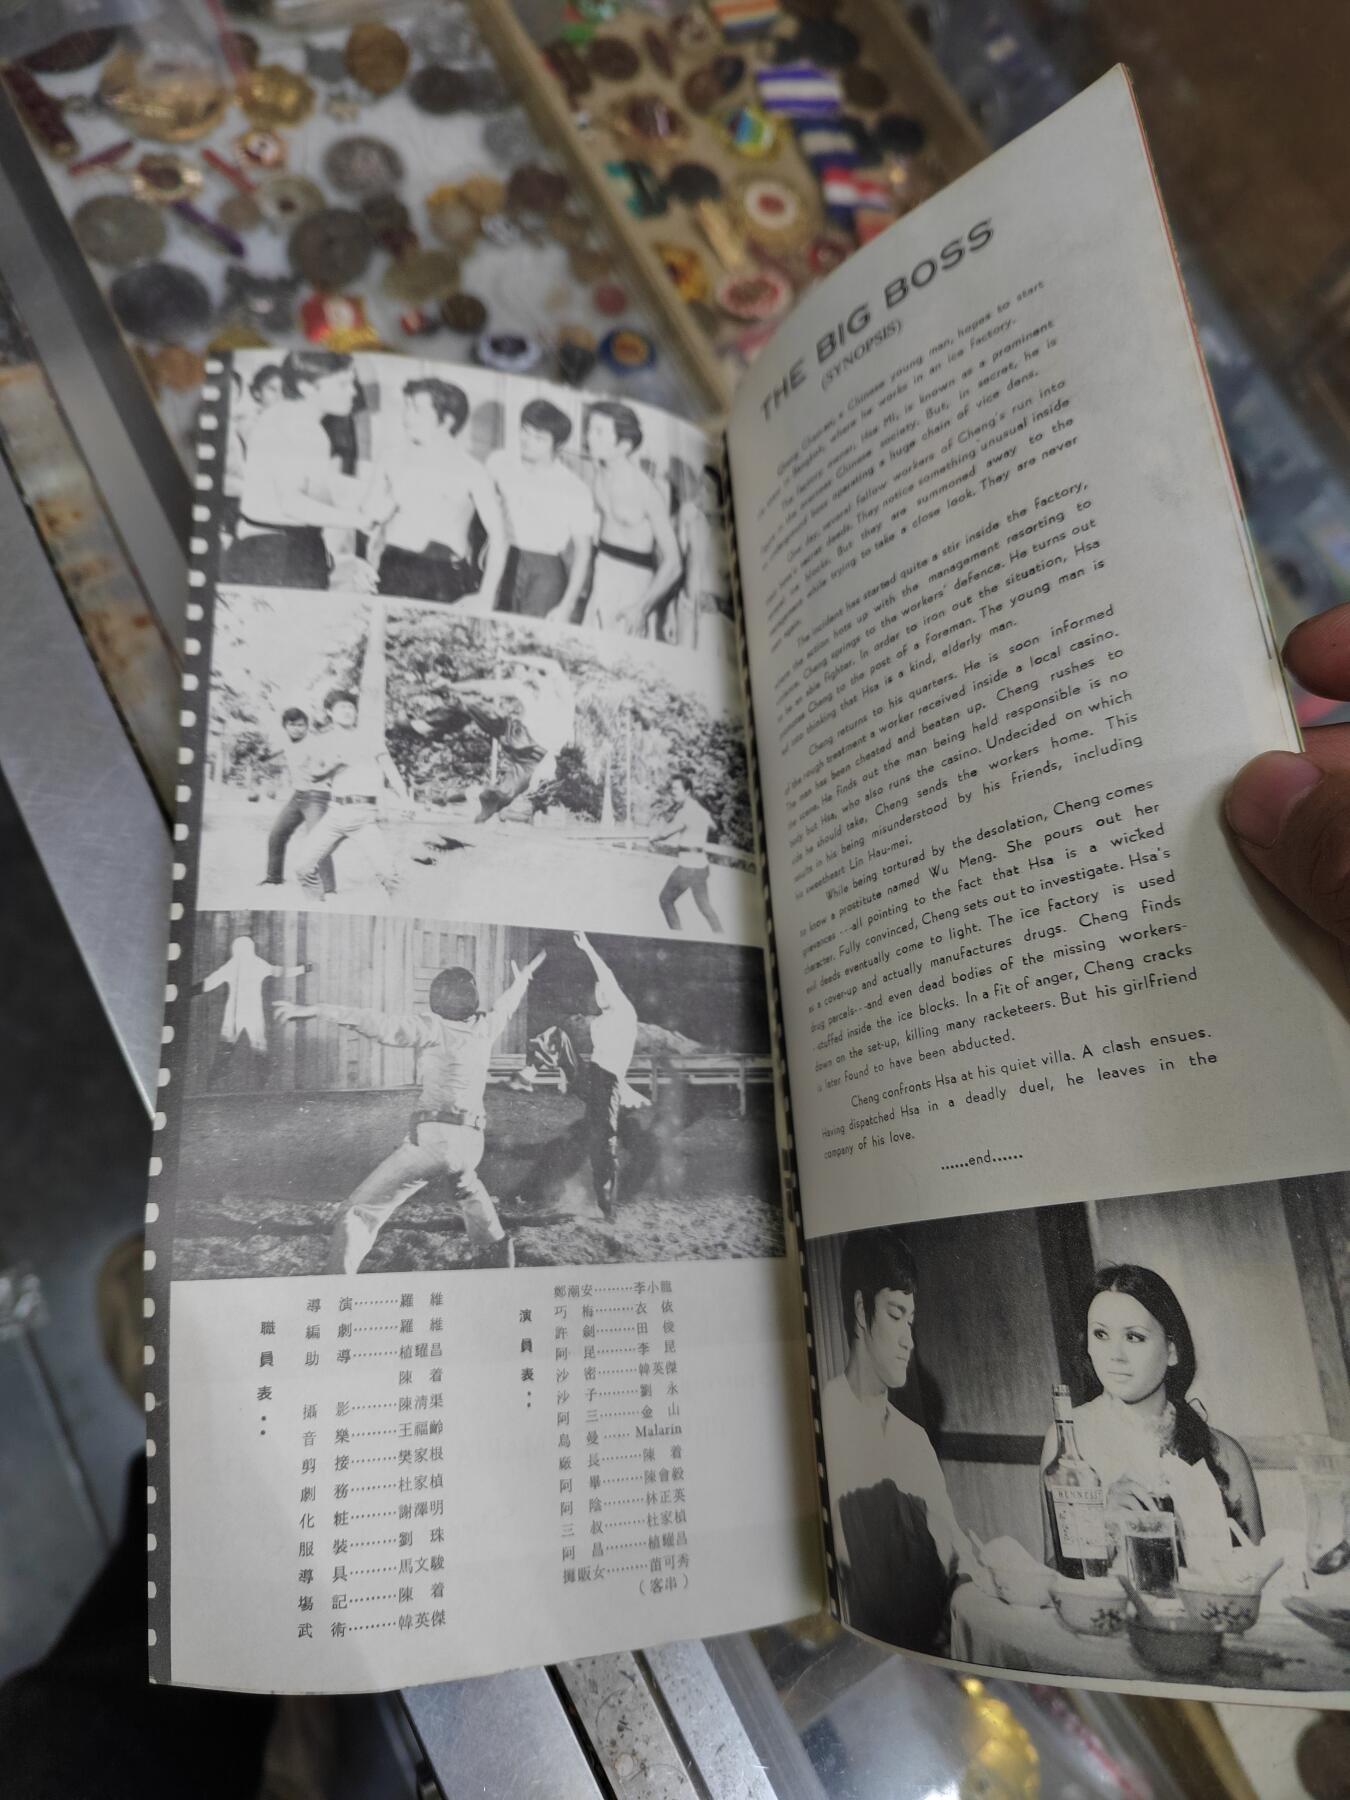 職員表：
導演………羅維
編劇………羅維
助導………植耀昌
陳着
攝影………陳清渠
音樂………王福齡
剪接………樊家根
劇務………杜家楨
化粧………謝澤明
服裝………劉珠
導具………馬文駿
塲記………陳着
武術………韓英傑
演員表：
鄭潮安………李小龍
巧梅………衣依
許劍………田俊
阿昆………李昆
沙密………韓英傑
沙子………劉永
阿三………金山
烏曼…… Malarin
廠長………陳着
阿畢………陳會毅
阿陰………林正英
三叔………杜家楨
阿昌………植耀昌
攤販女………苗可秀
（客串）
THE BIG BOSS
(SYNOPSIS)
Cheng Chao-an, a Chinese young man, hopes to start
in Bangkok, where he works in an ice factory.
The factory owner, Hsa Mi, is known as a prominent
figure in the overseas Chinese society. But, in secret, he is
underground boss operating a huge chain of vice dens.
One day, several fellow workers of Cheng's run into
boss's secret deeds. They notice something unusual inside
ice blocks. But they are summoned away to the
management while trying to take a close look. They are never
seen again.
The incident has started quite a stir inside the factory,
where the action hots up with the management resorting to
violence. Cheng springs to the workers' defence. He turns out
to be an able fighter. In order to iron out the situation, Hsa
promotes Cheng to the post of a Foreman. The young man is
into thinking that Hsa is a kind, elderly man.
Cheng returns to his quarters. He is soon informed
of the rough treatment a worker received inside a local casino.
The man has been cheated and beaten up. Cheng rushes to
the scene. He finds out the man being held responsible is no
body but Hsa, who also runs the casino. Undecided on which
side he should take, Cheng sends the workers home. This
results in his being misunderstood by his friends, including
his sweetheart Lin Hau-mei.
While being tortured by the desolation, Cheng comes
to know a prostitute named Wu Meng. She pours out her
grievances ---all pointing to the fact that Hsa is a wicked
character. Fully convinced, Cheng sets out to investigate. Hsa's
evil deeds eventually come to light. The ice factory is used
as a cover-up and actually manufactures drugs. Cheng finds
drug parcels---and even dead bodies of the missing workers-
-stuffed inside the ice blocks. In a fit of anger, Cheng cracks
down on the set-up, killing many racketeers. But his girlfriend
is later found to have been abducted.
Cheng confronts Hsa at his quiet villa. A clash ensues.
Having dispatched Hsa in a deadly duel, he leaves in the
company of his love.
......end......
HENNESSY